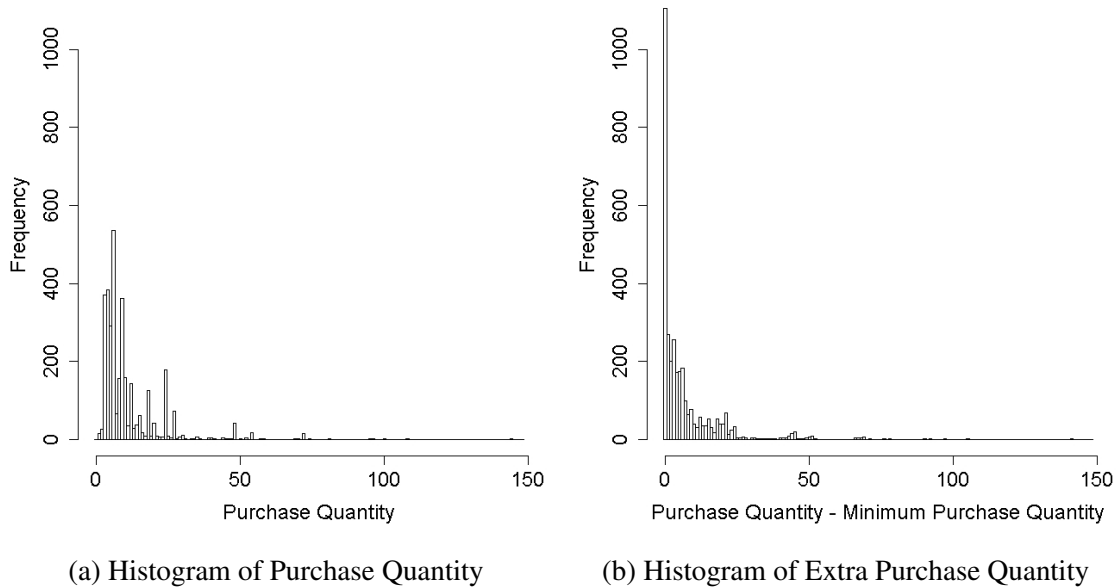 1000
800
600
400
200
0
Frequency
0 50 100 150
Purchase Quantity
(a) Histogram of Purchase Quantity
1000
800
600
400
200
0
Frequency
0 50 100 150
Purchase Quantity - Minimum Purchase Quantity
(b) Histogram of Extra Purchase Quantity